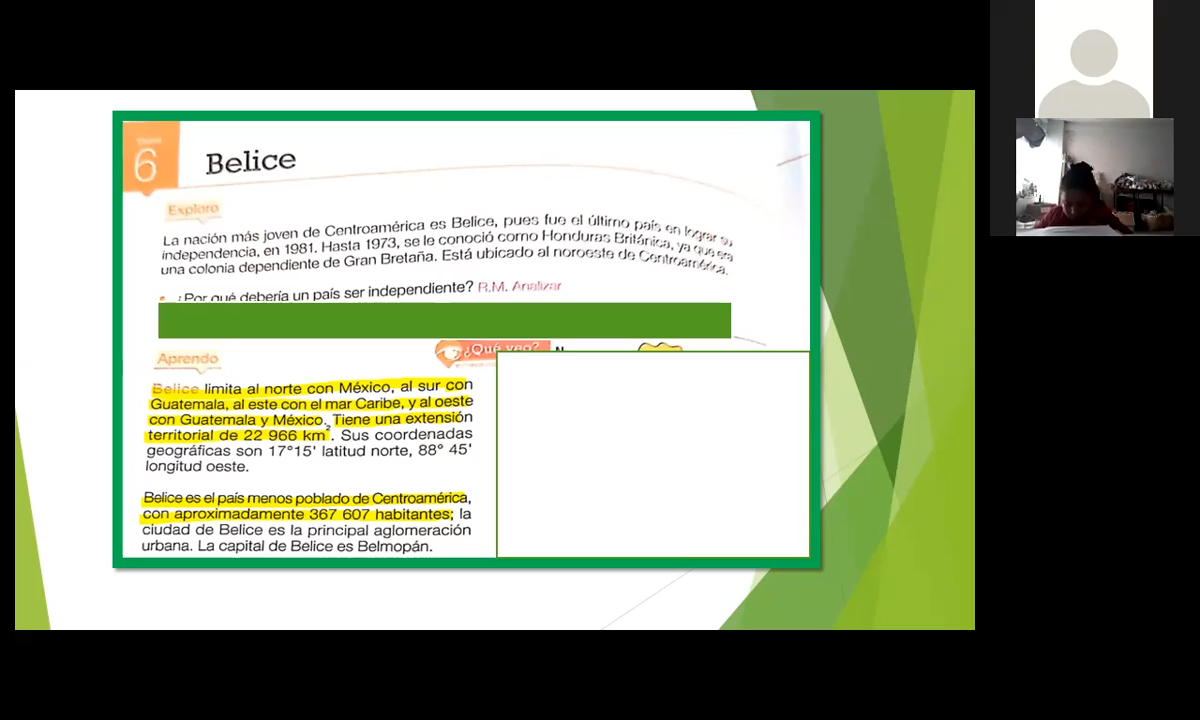 Tema
6
Belice
Exploro
La nación más joven de Centroamérica es Belice, pues fue el último país en lograr su
independencia, en 1981. Hasta 1973, se le conoció como Honduras Británica, ya que era
una colonia dependiente de Gran Bretaña. Está ubicado al noroeste de Centroamérica.
¿Por qué debería un país ser independiente? R.M. Analizar
Aprendo
¿Qué veo?
Belice limita al norte con México, al sur con
Guatemala, al este con el mar Caribe, y al oeste
con Guatemala y México. Tiene una extensión
territorial de 22 966 km². Sus coordenadas
geográficas son 17°15' latitud norte, 88° 45'
longitud oeste.
Belice es el país menos poblado de Centroamérica,
con aproximadamente 367 607 habitantes; la
ciudad de Belice es la principal aglomeración
urbana. La capital de Belice es Belmopán.